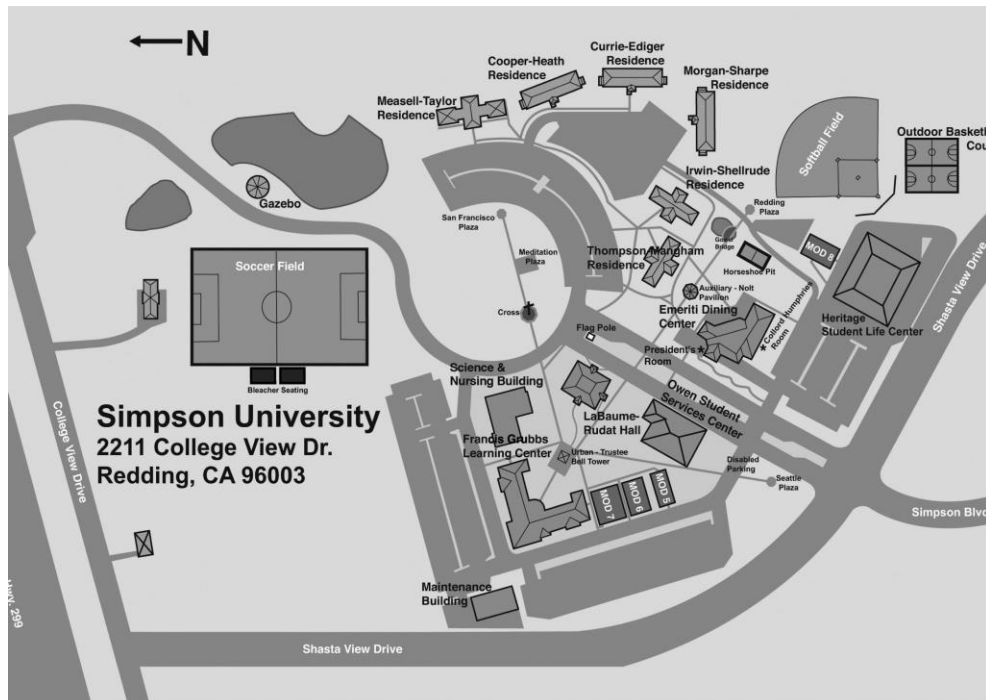 N
Currie-Ediger
Residence
Cooper-Heath
Residence
Morgan-Sharpe
Residence
Measell-Taylor
Residence
Softball Field
Outdoor Basketb
Cou
Irwin-Shellrude
Residence
Gazebo
San Francisco
Plaza
Redding
Plaza
Meditation
Plaza
Thompson/Mangham
Residence
Bridge
Horseshoe Pit
MOD 8
Shasta View Drive
Soccer Field
Auxiliary - Nolt
Pavilion
Emeriti Dining
Center
Collord Humphries
Room
Heritage
Student Life Center
Cross
Flag Pole
President's
Room
Science &
Nursing Building
Owen Student
Services Center
Bleacher Seating
Simpson University
2211 College View Dr.
Redding, CA 96003
LaBaume-
Rudat Hall
Francis Grubbs
Learning Center
Urban - Trustee
Bell Tower
Disabled
Parking
Seattle
Plaza
MOD 7
MOD 6
MOD 5
College View Drive
Simpson Blvd
Maintenance
Building
Hwy. 299
Shasta View Drive